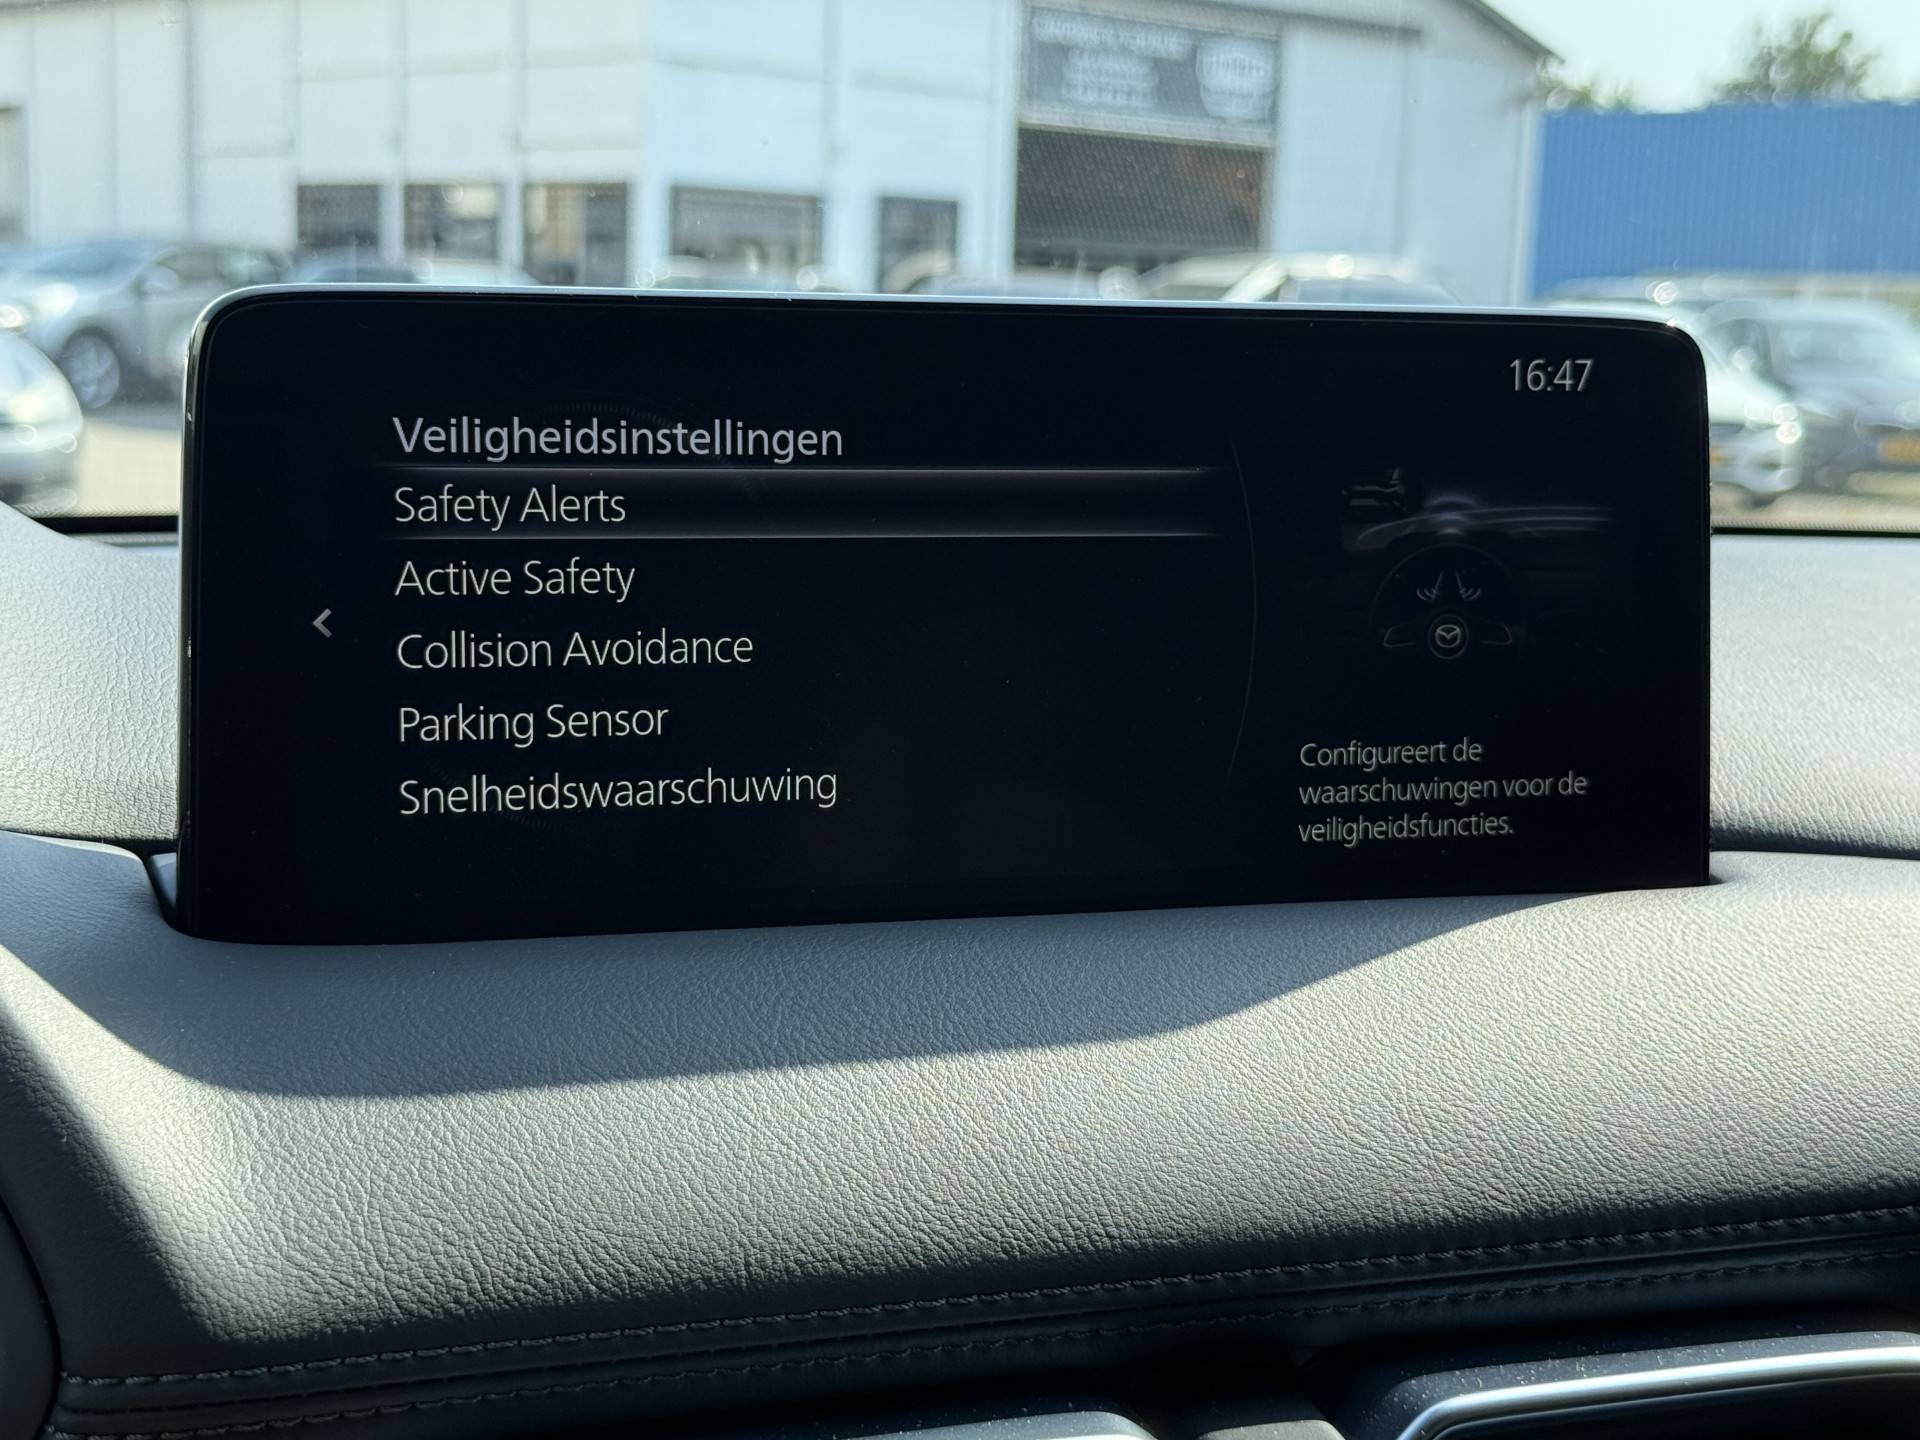 16:47
Veiligheidsinstellingen
Safety Alerts
Active Safety
Collision Avoidance
Parking Sensor
Snelheidswaarschuwing
Configureert de
waarschuwingen voor de
veiligheidsfuncties.